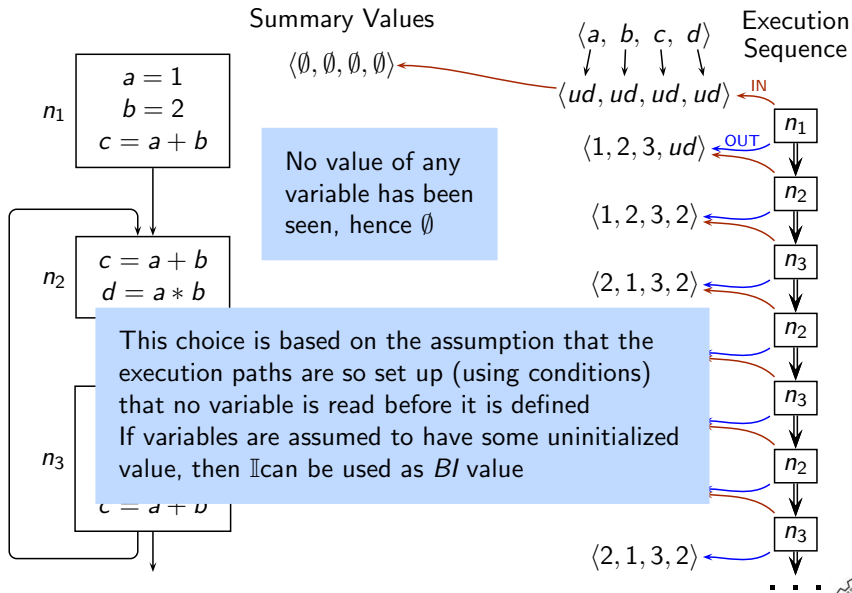 Summary Values
⟨∅, ∅, ∅, ∅⟩
⟨a, b, c, d⟩
Execution
Sequence
⟨ud, ud, ud, ud⟩
IN
n1
a = 1
b = 2
c = a + b
No value of any
variable has been
seen, hence ∅
n1
OUT
⟨1, 2, 3, ud⟩
n2
⟨1, 2, 3, 2⟩
n3
n2
c = a + b
d = a ∗ b
⟨2, 1, 3, 2⟩
n2
This choice is based on the assumption that the
execution paths are so set up (using conditions)
that no variable is read before it is defined
If variables are assumed to have some uninitialized
value, then 𝕀can be used as BI value
n3
c = a + b
n3
n2
n3
⟨2, 1, 3, 2⟩
. . .